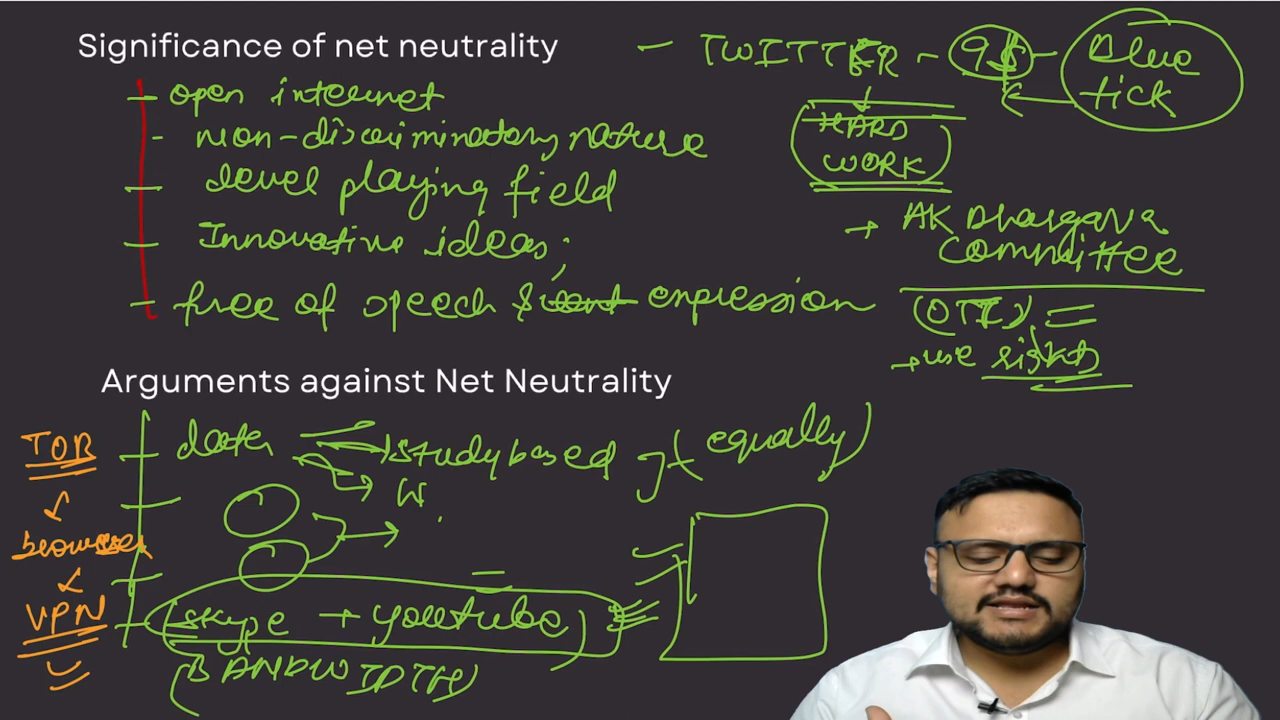 Significance of net neutrality
- open internet
- non-discriminatory nature
- level playing field
- Innovative ideas;
- free of speech & expression
- TWITTER - 9$ - Blue tick
HARD
WORK
→ AK Bhargava
Committee
(OTT) =
→ use
Arguments against Net Neutrality
- data → study based (equally)
TOR
browser
VPN
(skype + youtube)
(BANDWIDTH)